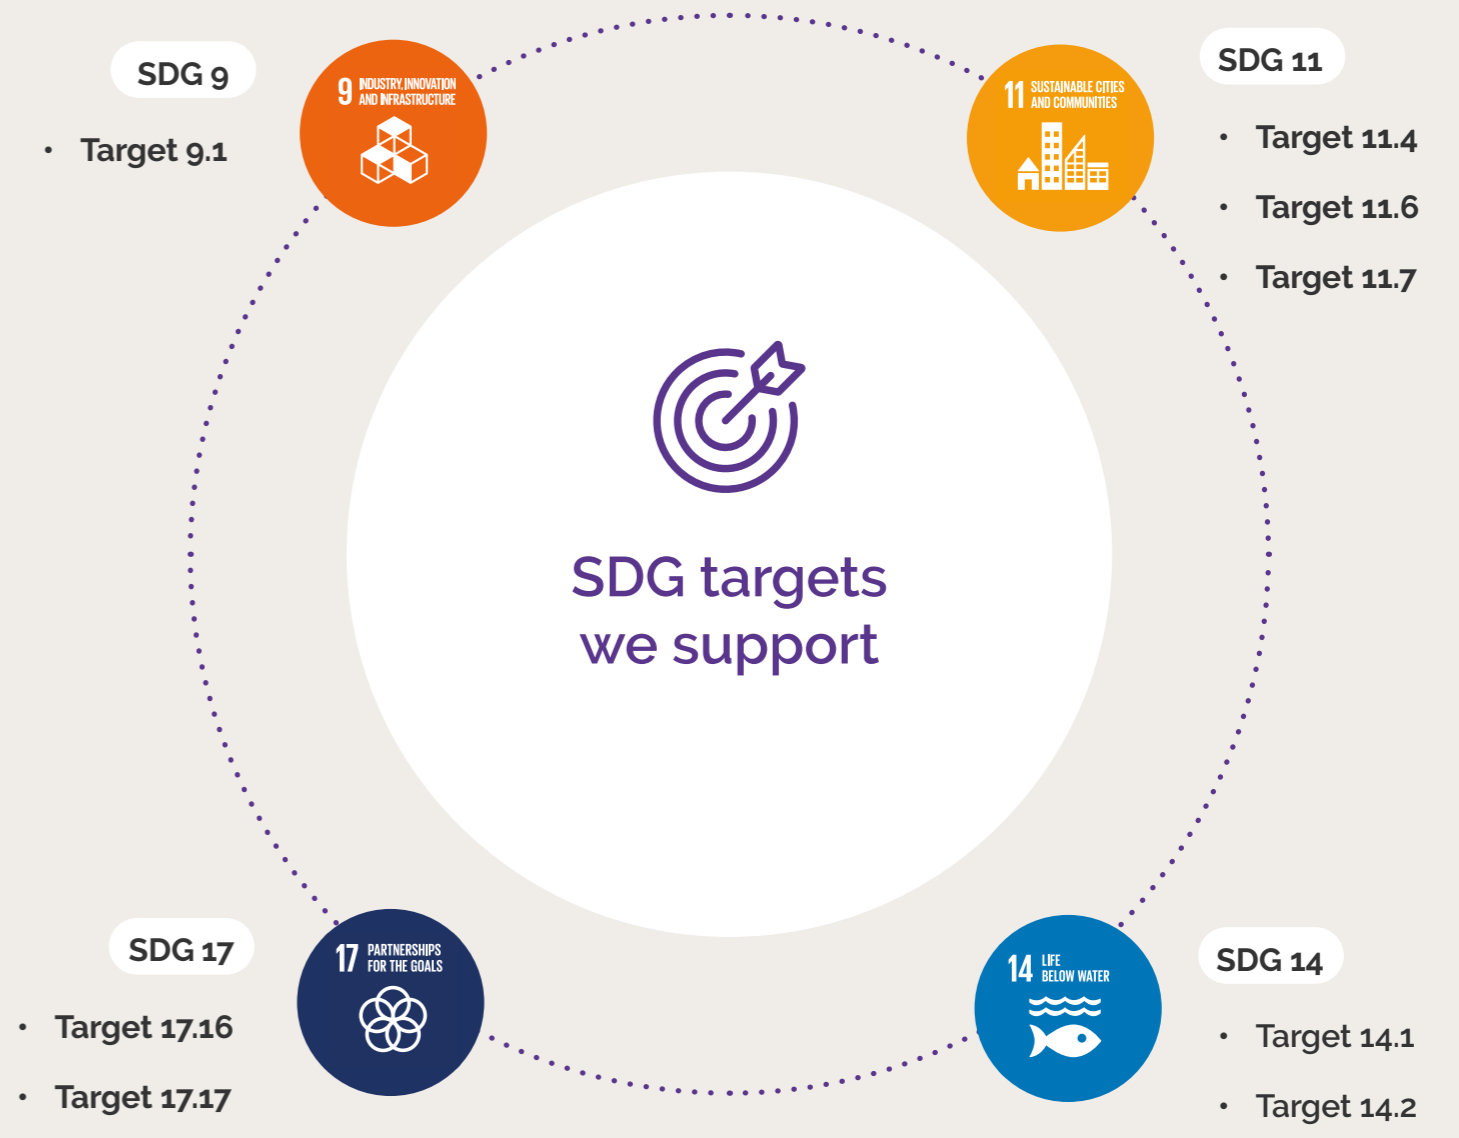 SDG 9
• Target 9.1
9 INDUSTRY, INNOVATION
AND INFRASTRUCTURE
11 SUSTAINABLE CITIES
AND COMMUNITIES
SDG 11
• Target 11.4
• Target 11.6
• Target 11.7
SDG targets
we support
SDG 17
• Target 17.16
• Target 17.17
17 PARTNERSHIPS
FOR THE GOALS
14 LIFE
BELOW WATER
SDG 14
• Target 14.1
• Target 14.2